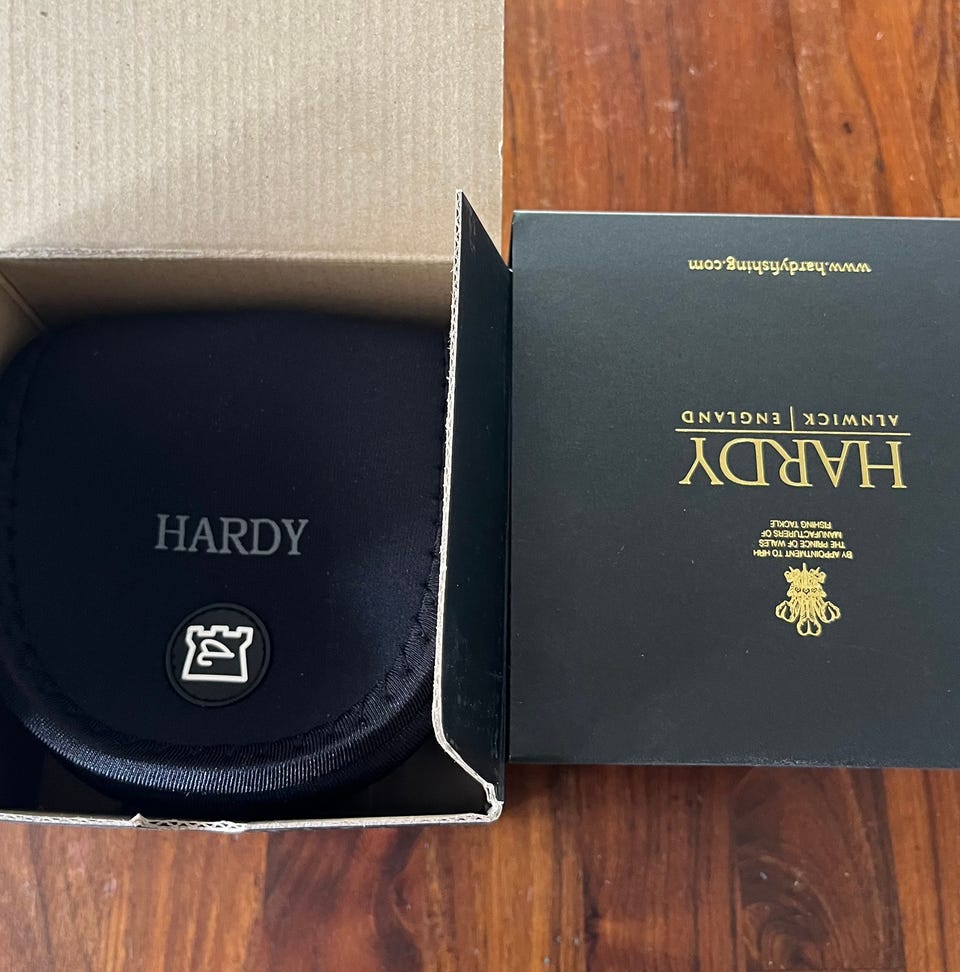 HARDY
BY APPOINTMENT TO HRH
THE PRINCE OF WALES
MANUFACTURERS OF
FISHING TACKLE
HARDY
ALNWICK | ENGLAND
www.hardyfishing.com